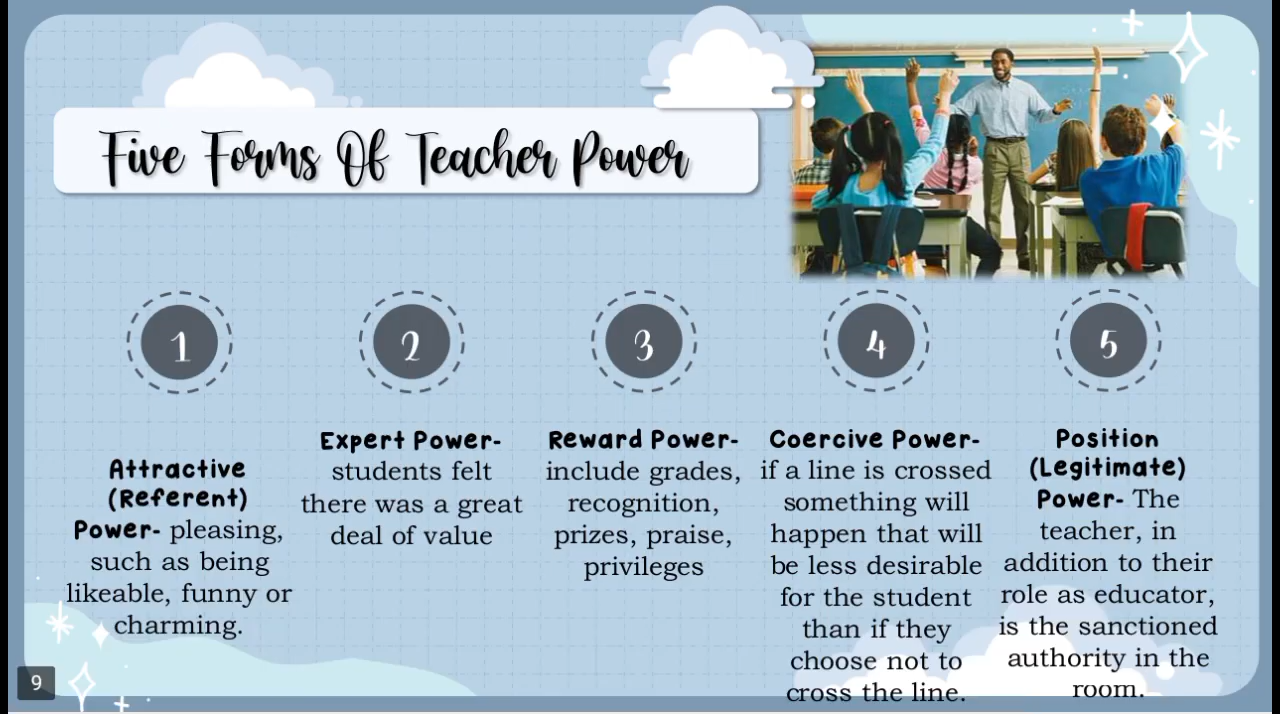 Five Forms Of Teacher Power
1
Attractive
(Referent)
Power- pleasing,
such as being
likeable, funny or
charming.
2
Expert Power-
students felt
there was a great
deal of value
3
Reward Power-
include grades,
recognition,
prizes, praise,
privileges
4
Coercive Power-
if a line is crossed
something will
happen that will
be less desirable
for the student
than if they
choose not to
cross the line.
5
Position
(Legitimate)
Power- The
teacher, in
addition to their
role as educator,
is the sanctioned
authority in the
room.
9